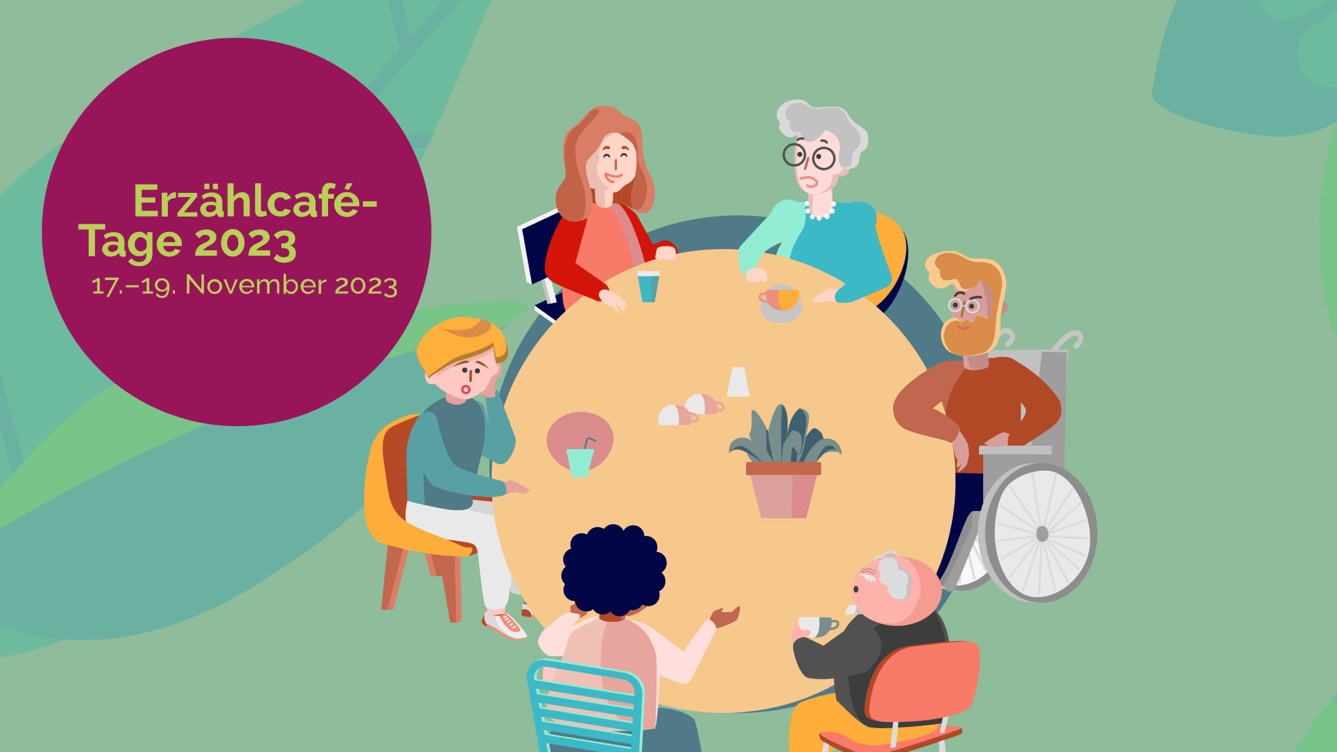 Erzählcafé-
Tage 2023
17.–19. November 2023